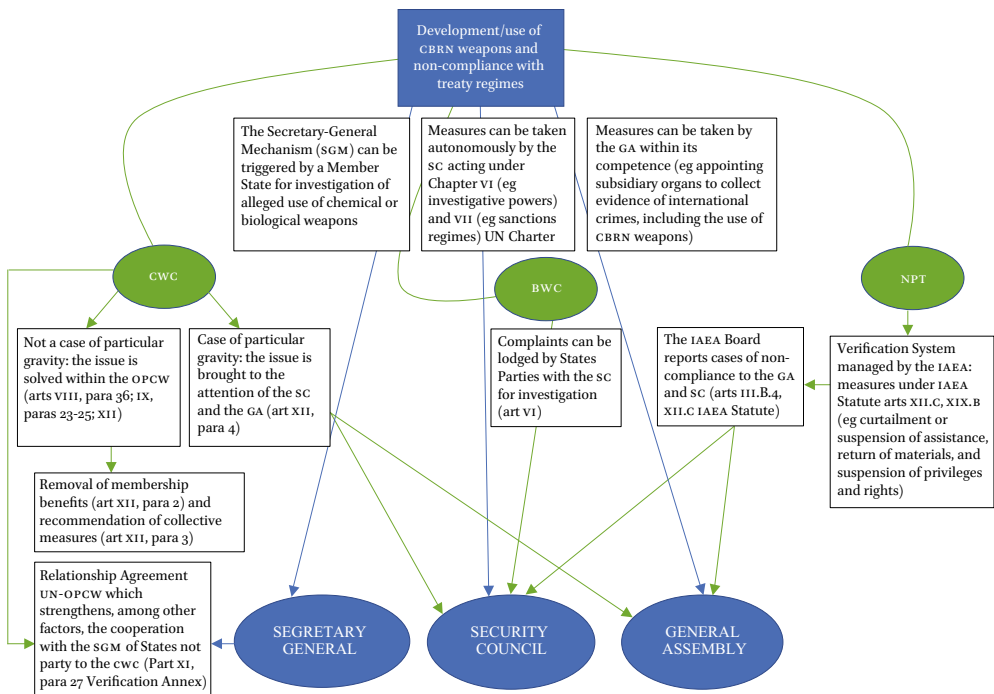 Development/use of
CBRN weapons and
non-compliance with
treaty regimes
The Secretary-General
Mechanism (SGM) can be
triggered by a Member
State for investigation of
alleged use of chemical or
biological weapons
Measures can be taken
autonomously by the
SC acting under
Chapter VI (eg
investigative powers)
and VII (eg sanctions
regimes) UN Charter
Measures can be taken by
the GA within its
competence (eg appointing
subsidiary organs to collect
evidence of international
crimes, including the use of
CBRN weapons)
CWC
BWC
NPT
Not a case of particular
gravity: the issue is
solved within the OPCW
(arts VIII, para 36; IX,
paras 23-25; XII)
Case of particular
gravity: the issue is
brought to the
attention of the SC
and the GA (art XII,
para 4)
Complaints can be
lodged by States
Parties with the SC
for investigation
(art VI)
The IAEA Board
reports cases of non-
compliance to the GA
and SC (arts III.B.4,
XII.C IAEA Statute)
Verification System
managed by the IAEA:
measures under IAEA
Statute arts XII.C, XIX.B
(eg curtailment or
suspension of assistance,
return of materials, and
suspension of privileges
and rights)
Removal of membership
benefits (art XII, para 2) and
recommendation of collective
measures (art XII, para 3)
Relationship Agreement
UN-OPCW which
strengthens, among other
factors, the cooperation
with the SGM of States not
party to the CWC (Part XI,
para 27 Verification Annex)
SEGRETARY
GENERAL
SECURITY
COUNCIL
GENERAL
ASSEMBLY